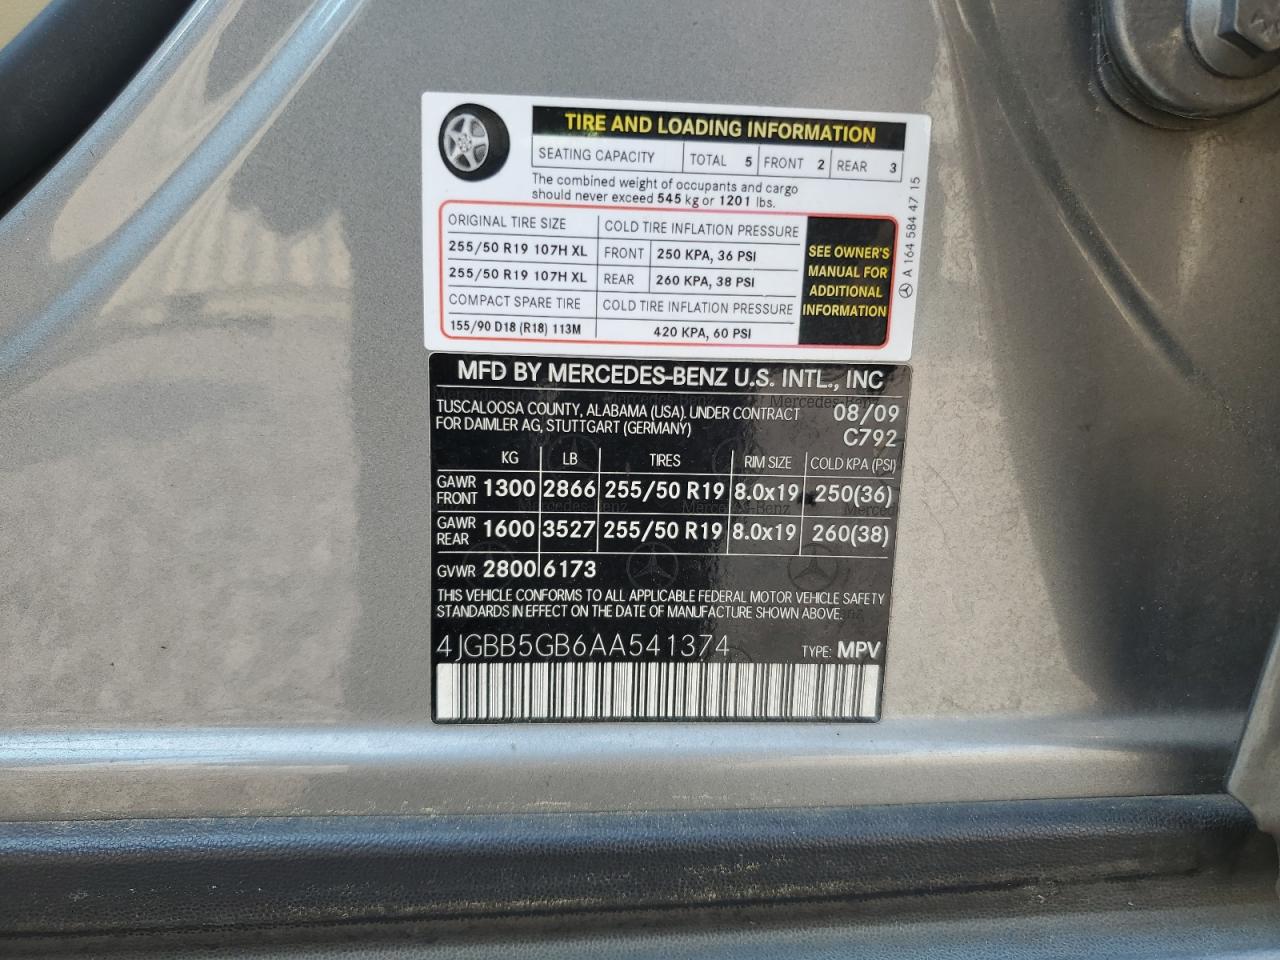 TIRE AND LOADING INFORMATION
SEATING CAPACITY TOTAL 5 FRONT 2 REAR 3
The combined weight of occupants and cargo
should never exceed 545 kg or 1201 lbs.
ORIGINAL TIRE SIZE COLD TIRE INFLATION PRESSURE
255/50 R19 107H XL FRONT 250 KPA, 36 PSI
255/50 R19 107H XL REAR 260 KPA, 38 PSI
COMPACT SPARE TIRE COLD TIRE INFLATION PRESSURE
155/90 D18 (R18) 113M 420 KPA, 60 PSI
SEE OWNER'S
MANUAL FOR
ADDITIONAL
INFORMATION
A 164 584 47 15
MFD BY MERCEDES-BENZ U.S. INTL., INC
TUSCALOOSA COUNTY, ALABAMA (USA). UNDER CONTRACT 08/09
FOR DAIMLER AG, STUTTGART (GERMANY) C792
KG LB TIRES RIM SIZE COLD KPA (PSI)
GAWR FRONT 1300 2866 255/50 R19 8.0x19 250(36)
GAWR REAR 1600 3527 255/50 R19 8.0x19 260(38)
GVWR 2800 6173
THIS VEHICLE CONFORMS TO ALL APPLICABLE FEDERAL MOTOR VEHICLE SAFETY
STANDARDS IN EFFECT ON THE DATE OF MANUFACTURE SHOWN ABOVE.
4JGBB5GB6AA541374 TYPE: MPV